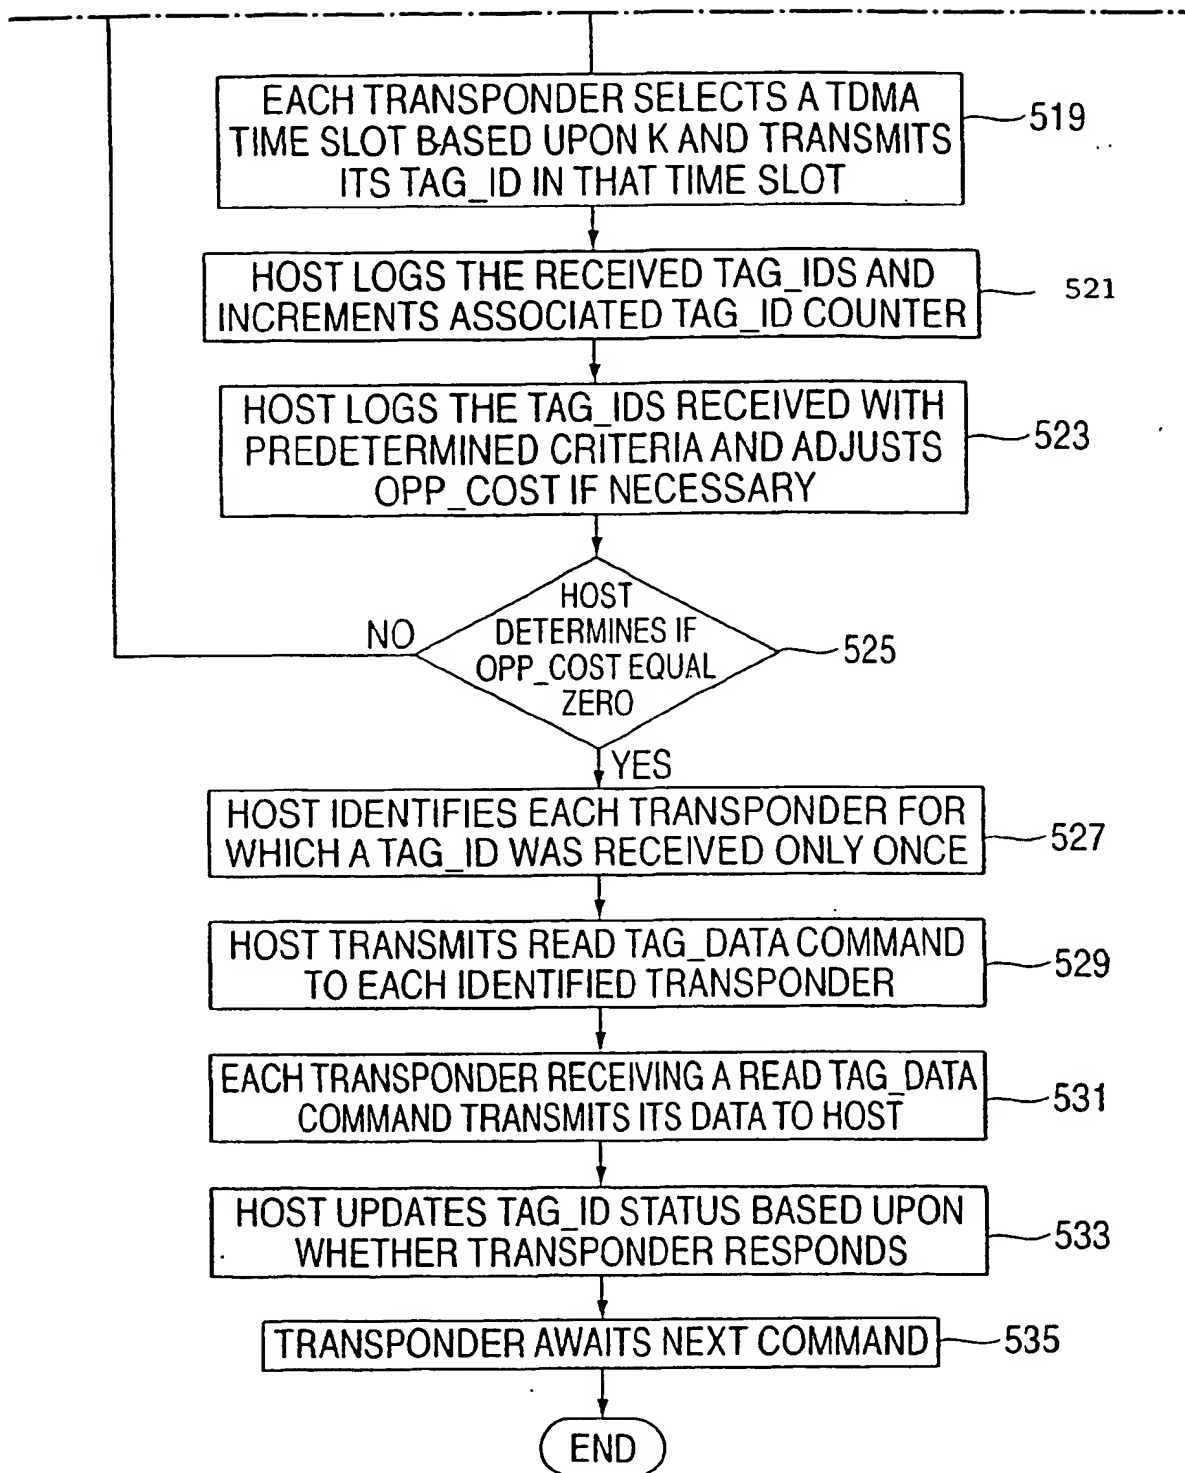 EACH TRANSPONDER SELECTS A TDMA
TIME SLOT BASED UPON K AND TRANSMITS
ITS TAG_ID IN THAT TIME SLOT
519
HOST LOGS THE RECEIVED TAG_IDS AND
INCREMENTS ASSOCIATED TAG_ID COUNTER
521
HOST LOGS THE TAG_IDS RECEIVED WITH
PREDETERMINED CRITERIA AND ADJUSTS
OPP_COST IF NECESSARY
523
HOST
DETERMINES IF
OPP_COST EQUAL
ZERO
525
NO
YES
HOST IDENTIFIES EACH TRANSPONDER FOR
WHICH A TAG_ID WAS RECEIVED ONLY ONCE
527
HOST TRANSMITS READ TAG_DATA COMMAND
TO EACH IDENTIFIED TRANSPONDER
529
EACH TRANSPONDER RECEIVING A READ TAG_DATA
COMMAND TRANSMITS ITS DATA TO HOST
531
HOST UPDATES TAG_ID STATUS BASED UPON
WHETHER TRANSPONDER RESPONDS
533
TRANSPONDER AWAITS NEXT COMMAND
535
END